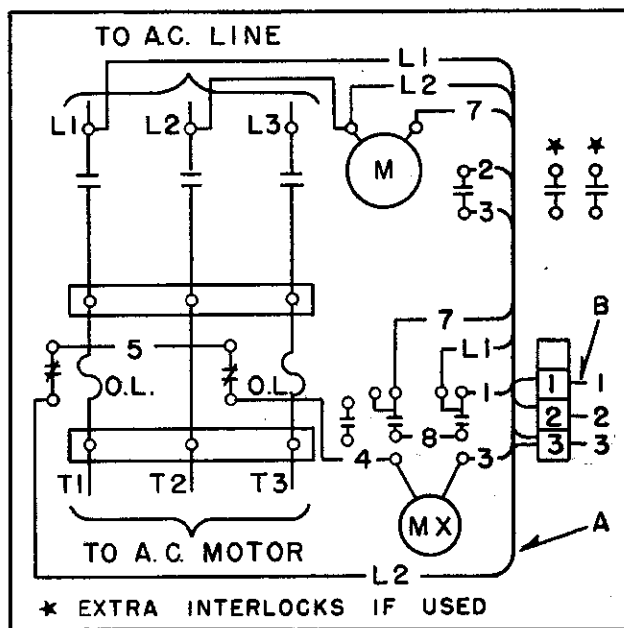 TO A.C. LINE
L1
L2
7
L1 L2 L3
M
2
3
* *
7
L1
B
5
O.L. O.L.
1
1 1
2 2
3 3
8
4
3
T1 T2 T3
MX
A
TO A.C. MOTOR
L2
* EXTRA INTERLOCKS IF USED